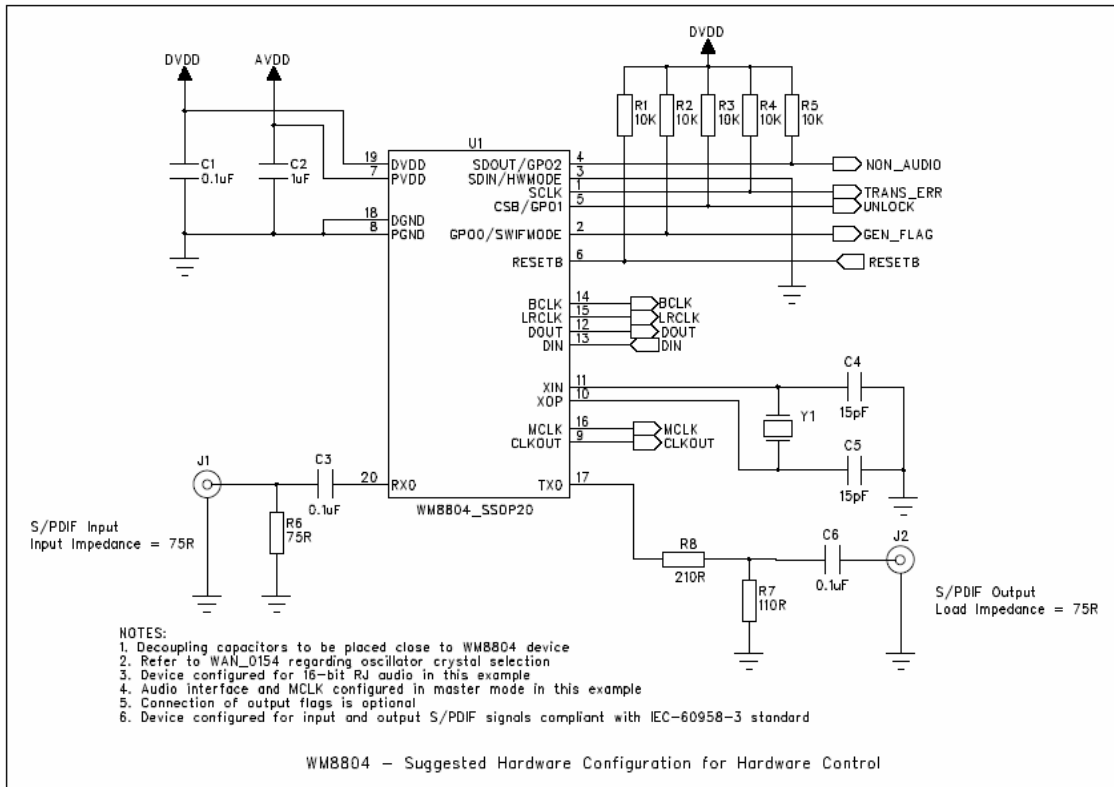 DVDD
DVDD AVDD
R1 R2 R3 R4 R5
10K 10K 10K 10K 10K
U1
C1 C2
0.1uF 1uF
19 DVDD
7 PVDD
18 DGND
8 PGND
SDOUT/GPO2 4 NON_AUDIO
SDIN/HWMODE 3
SCLK 1 TRANS_ERR
CSB/GPO1 5 UNLOCK
GPO0/SWIFMODE 2 GEN_FLAG
RESETB 6 RESETB
BCLK 14 BCLK
LRCLK 15 LRCLK
DOUT 12 DOUT
DIN 13 DIN
XIN 11
XOP 10
C4
15pF
Y1
C5
15pF
MCLK 16 MCLK
CLKOUT 9 CLKOUT
J1
C3
0.1uF
20 RX0
TX0 17
WM8804_SSOP20
S/PDIF Input
Input Impedance = 75R
R6
75R
R8
210R
R7
110R
C6
0.1uF
J2
S/PDIF Output
Load Impedance = 75R
NOTES:
1. Decoupling capacitors to be placed close to WM8804 device
2. Refer to WAN_0154 regarding oscillator crystal selection
3. Device configured for 16-bit RJ audio in this example
4. Audio interface and MCLK configured in master mode in this example
5. Connection of output flags is optional
6. Device configured for input and output S/PDIF signals compliant with IEC-60958-3 standard
WM8804 - Suggested Hardware Configuration for Hardware Control